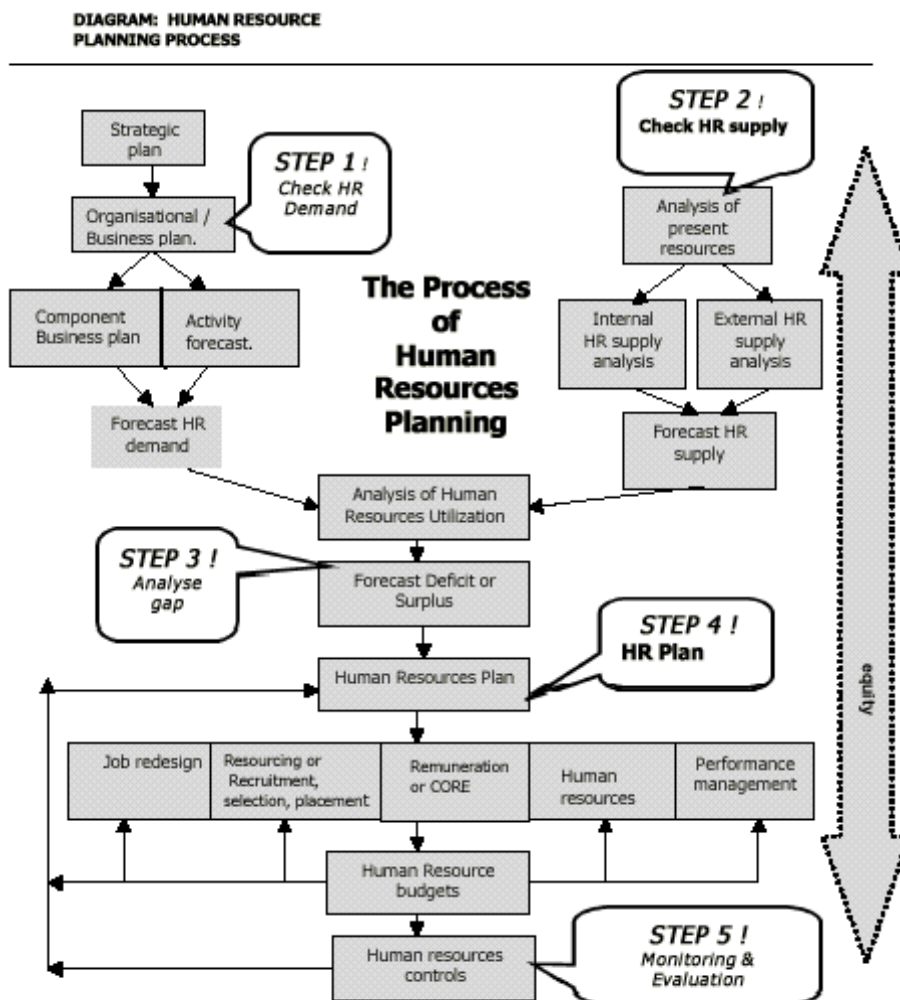 DIAGRAM: HUMAN RESOURCE
PLANNING PROCESS
STEP 2 !
Check HR supply
Strategic
plan
STEP 1 !
Check HR
Demand
Organisational /
Business plan.
Analysis of
present
resources
The Process
of
Human
Resources
Planning
Component
Business plan
Activity
forecast.
Internal
HR supply
analysis
External HR
supply
analysis
Forecast HR
demand
Forecast HR
supply
Analysis of Human
Resources Utilization
STEP 3 !
Analyse
gap
Forecast Deficit or
Surplus
STEP 4 !
HR Plan
Human Resources Plan
equity
Job redesign
Resourcing or
Recruitment,
selection, placement
Remuneration
or CORE
Human
resources
Performance
management
Human Resource
budgets
Human resources
controls
STEP 5 !
Monitoring &
Evaluation